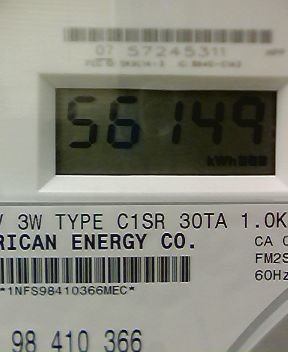 07 57245311
56149
kWh
V 3W TYPE C1SR 30TA 1.0K
RICAN ENERGY CO.
CA
FM2S
60Hz
*1NFS98410366MEC*
98 410 366